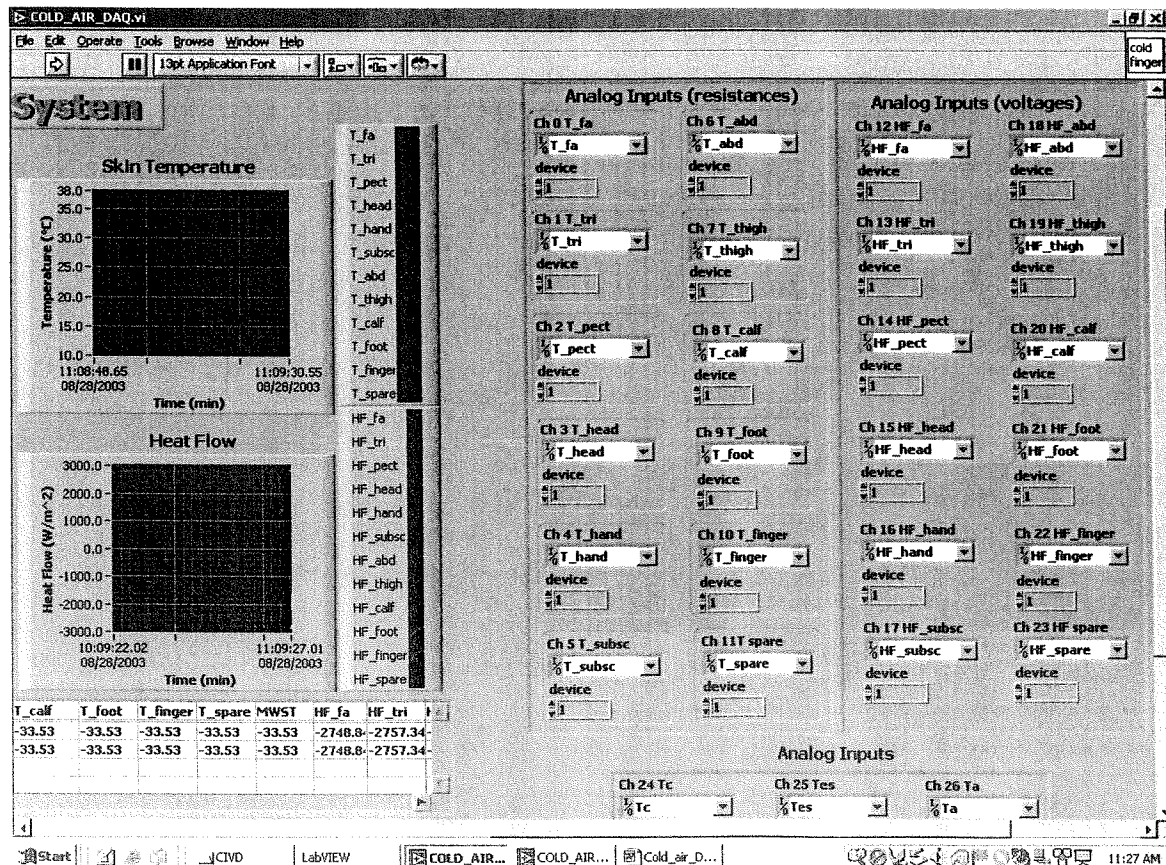 COLD_AIR_DAQ.vi
File Edit Operate Tools Browse Window Help
13pt Application Font
cold
finger
System
Skin Temperature
Temperature (°C)
38.0
35.0
30.0
25.0
20.0
15.0
10.0
11:08:48.65
08/28/2003
11:09:30.55
08/28/2003
Time (min)
Heat Flow
Heat Flow (W/m^2)
3000.0
2000.0
1000.0
0.0
-1000.0
-2000.0
-3000.0
10:09:22.02
08/28/2003
11:09:27.01
08/28/2003
Time (min)
T_fa
T_tri
T_pect
T_head
T_hand
T_subsc
T_abd
T_thigh
T_calf
T_foot
T_finger
T_spare
HF_fa
HF_tri
HF_pect
HF_head
HF_hand
HF_subsc
HF_abd
HF_thigh
HF_calf
HF_foot
HF_finger
HF_spare
T_calf T_foot T_finger T_spare MWST HF_fa HF_tri
-33.53 -33.53 -33.53 -33.53 -33.53 -2748.8 -2757.34
-33.53 -33.53 -33.53 -33.53 -33.53 -2748.8 -2757.34
Analog Inputs (resistances)
Ch 0 T_fa
T_fa
device
1
Ch 6 T_abd
T_abd
device
1
Ch 1 T_tri
T_tri
device
1
Ch 7 T_thigh
T_thigh
device
1
Ch 2 T_pect
T_pect
device
1
Ch 8 T_calf
T_calf
device
1
Ch 3 T_head
T_head
device
1
Ch 9 T_foot
T_foot
device
1
Ch 4 T_hand
T_hand
device
1
Ch 10 T_finger
T_finger
device
1
Ch 5 T_subsc
T_subsc
device
1
Ch 11T spare
T_spare
device
1
Analog Inputs (voltages)
Ch 12 HF_fa
HF_fa
device
1
Ch 18 HF_abd
HF_abd
device
1
Ch 13 HF_tri
HF_tri
device
1
Ch 19 HF_thigh
HF_thigh
device
1
Ch 14 HF_pect
HF_pect
device
1
Ch 20 HF_calf
HF_calf
device
1
Ch 15 HF_head
HF_head
device
1
Ch 21 HF_foot
HF_foot
device
1
Ch 16 HF_hand
HF_hand
device
1
Ch 22 HF_finger
HF_finger
device
1
Ch 17 HF_subsc
HF_subsc
device
1
Ch 23 HF spare
HF_spare
device
1
Analog Inputs
Ch 24 Tc
Tc
Ch 25 Tes
Tes
Ch 26 Ta
Ta
Start CIVD LabVIEW COLD_AIR... COLD_AIR... Cold_air_D... 11:27 AM